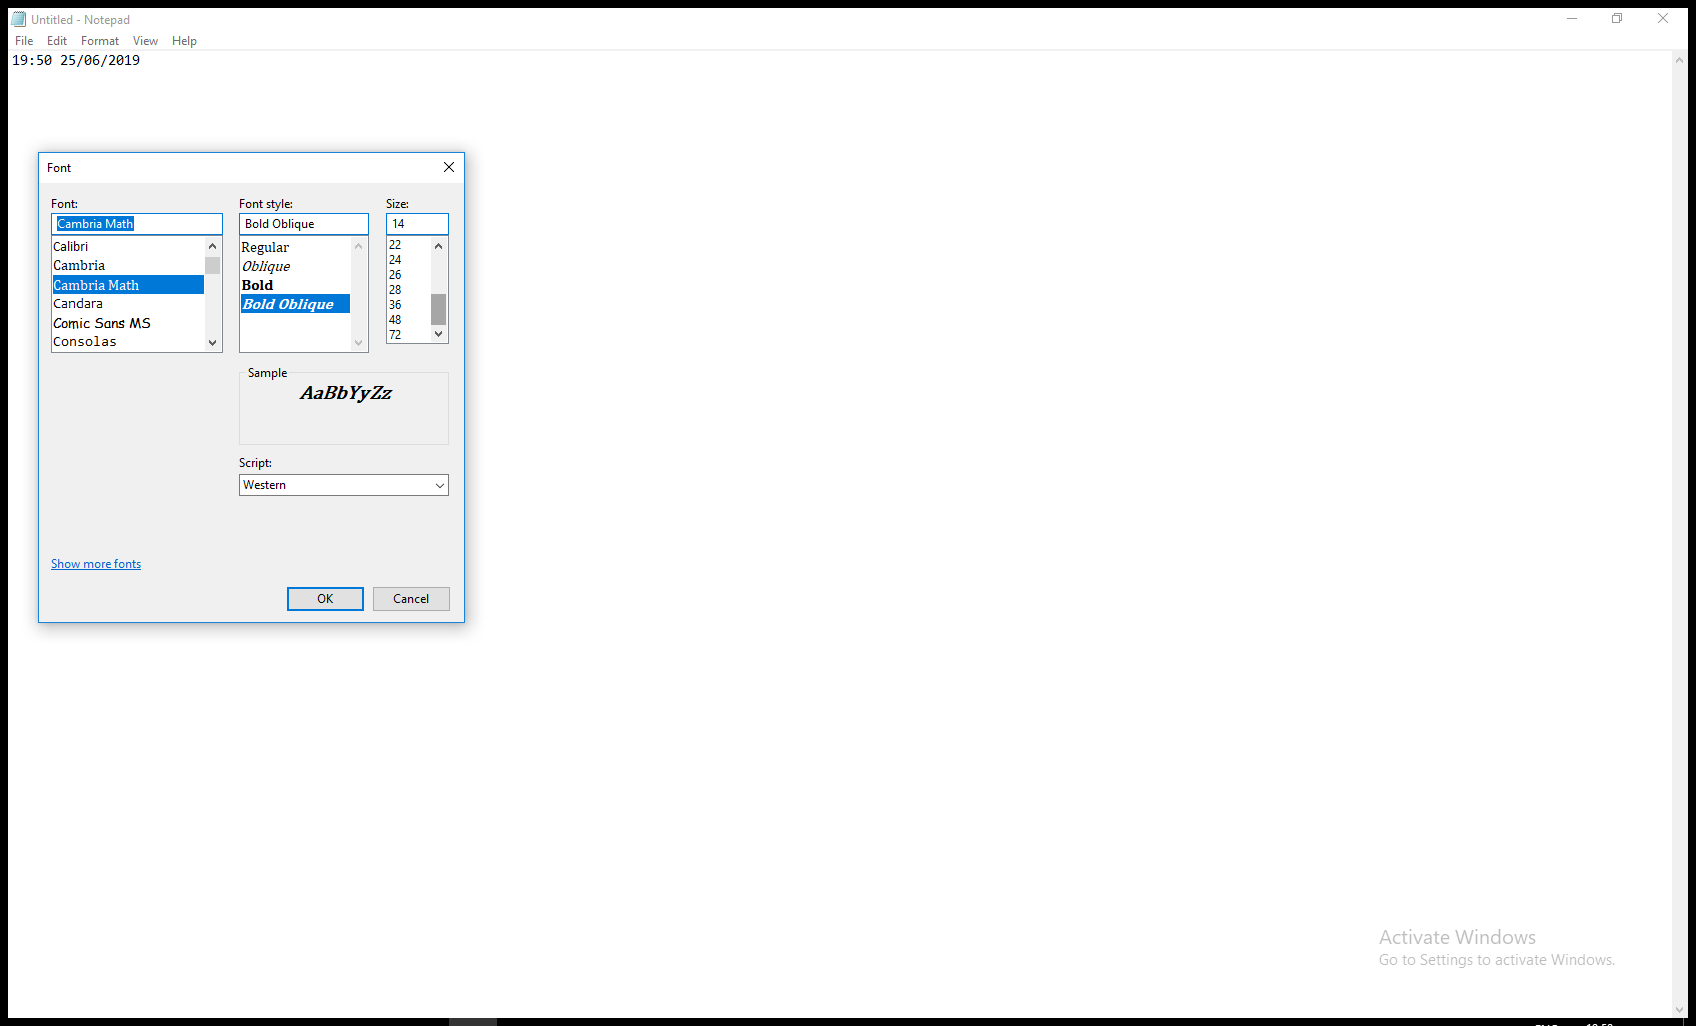 Untitled - Notepad
File Edit Format View Help
19:50 25/06/2019
Font
Font: Font style: Size:
Cambria Math Bold Oblique 14
Calibri Regular 22
Cambria Oblique 24
Cambria Math Bold 26
Candara Bold Oblique 28
Comic Sans MS 36
Consolas 48
72
Sample
AaBbYyZz
Script:
Western
Show more fonts
OK Cancel
Activate Windows
Go to Settings to activate Windows.